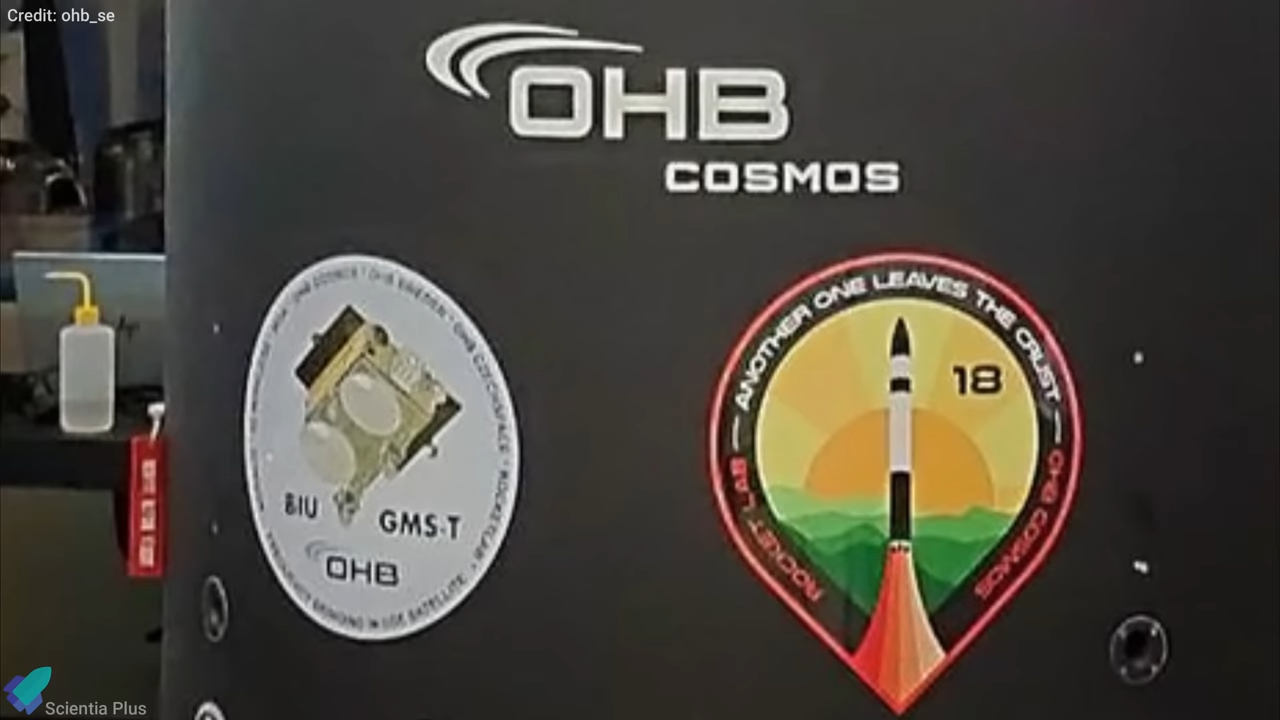 Credit: ohb_se
OHB
COSMOS
ANOTHER ONE LEAVES THE CRUST
18
ROCKET LAB
OHB COSMOS
BIU
GMS-T
OHB
Scientia Plus